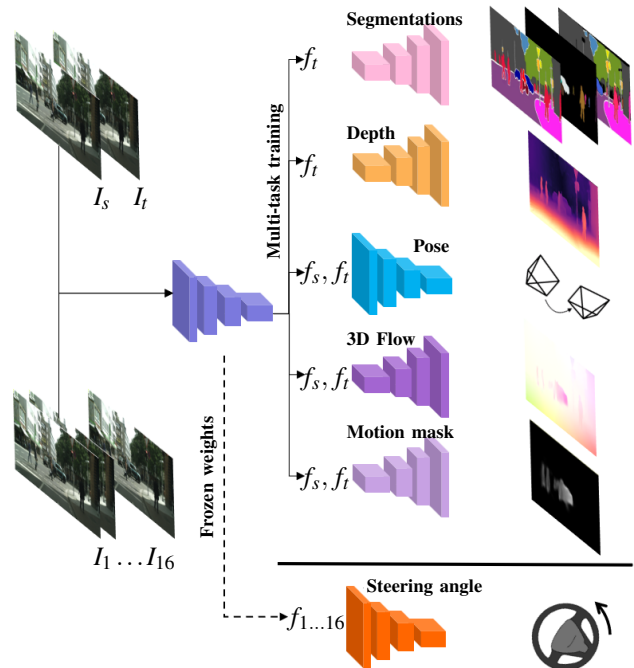 Segmentations
f_t
I_s I_t
Depth
f_t
Multi-task training
Pose
f_s, f_t
3D Flow
f_s, f_t
Motion mask
f_s, f_t
Frozen weights
I_1 … I_16
Steering angle
f_1…16